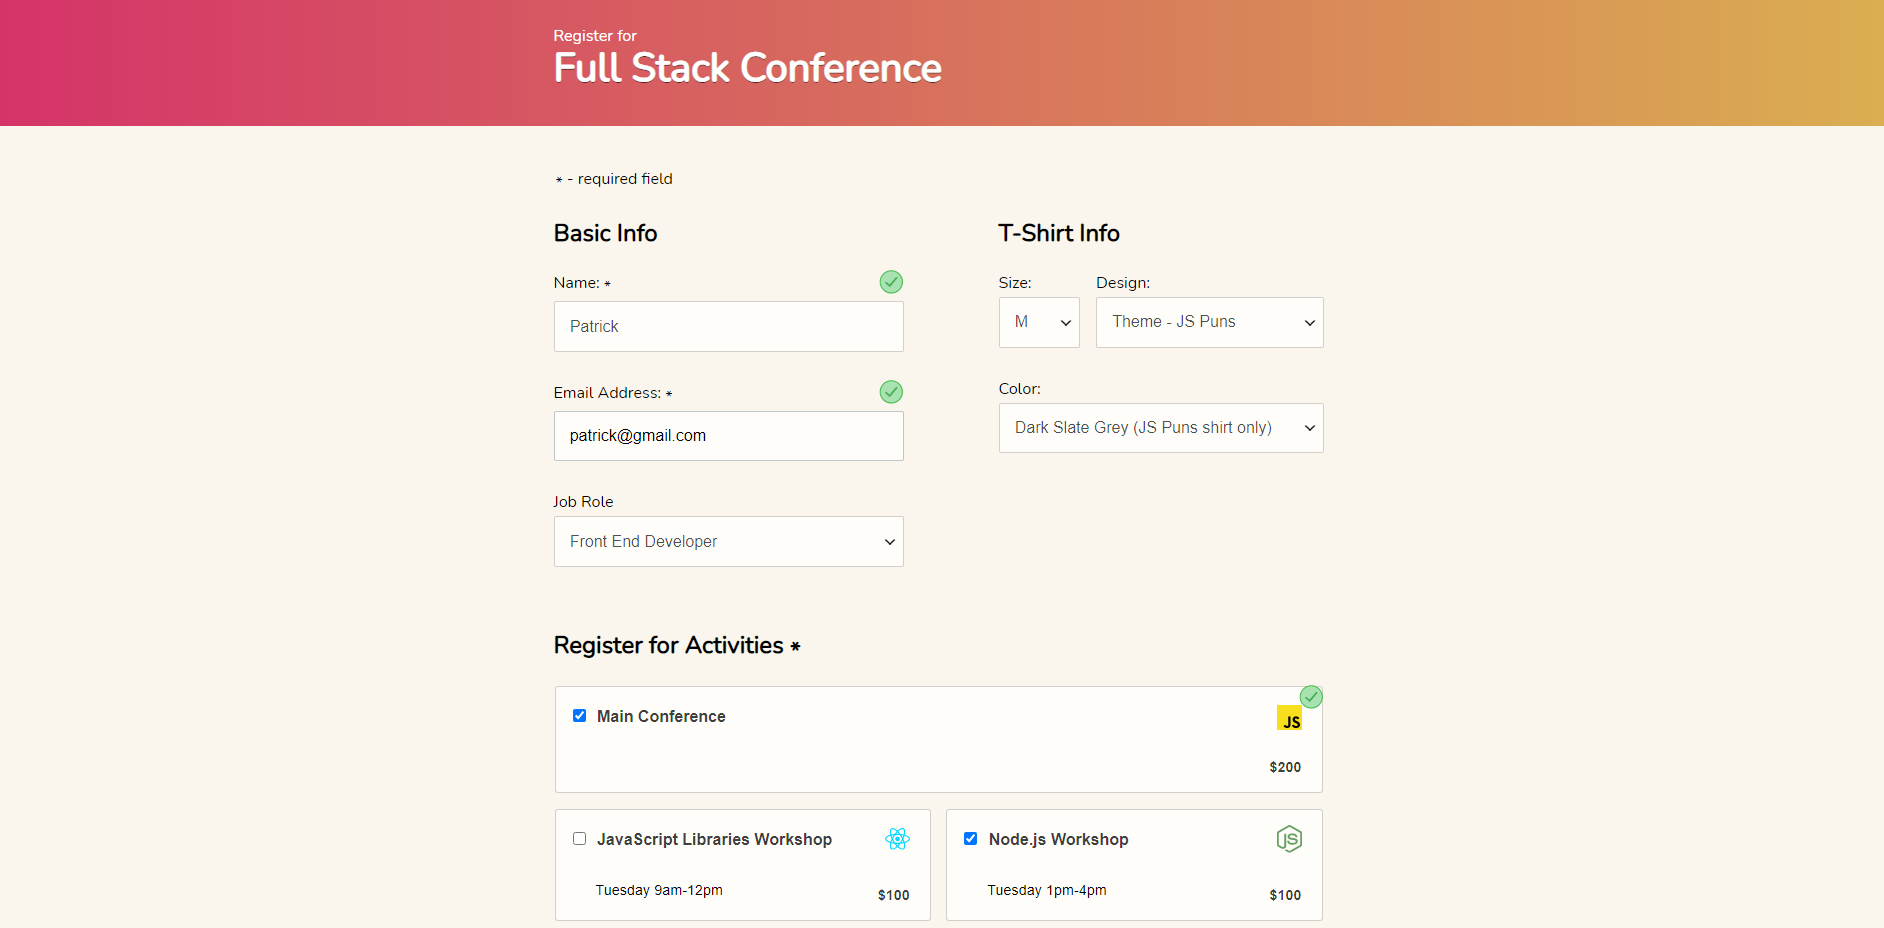 Register for
Full Stack Conference
* - required field
Basic Info
Name: *
Patrick
Email Address: *
patrick@gmail.com
Job Role
Front End Developer
T-Shirt Info
Size:
Design:
M
Theme - JS Puns
Color:
Dark Slate Grey (JS Puns shirt only)
Register for Activities *
Main Conference
JS
$200
JavaScript Libraries Workshop
Tuesday 9am-12pm
$100
Node.js Workshop
JS
Tuesday 1pm-4pm
$100